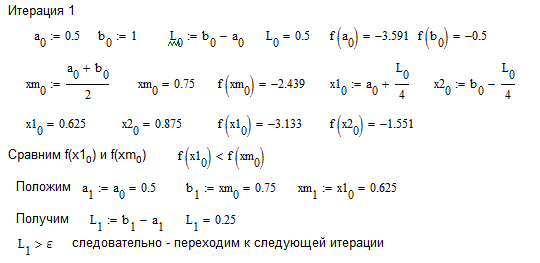 Итерация 1
a₀ := 0.5 b₀ := 1 L₀ := b₀ − a₀ L₀ = 0.5 f(a₀) = −3.591 f(b₀) = −0.5
xm₀ := (a₀ + b₀)/2 xm₀ = 0.75 f(xm₀) = −2.439 x1₀ := a₀ + L₀/4 x2₀ := b₀ − L₀/4
x1₀ = 0.625 x2₀ = 0.875 f(x1₀) = −3.133 f(x2₀) = −1.551
Сравним f(x1₀) и f(xm₀) f(x1₀) < f(xm₀)
Положим a₁ := a₀ = 0.5 b₁ := xm₀ = 0.75 xm₁ := x1₀ = 0.625
Получим L₁ := b₁ − a₁ L₁ = 0.25
L₁ > ε следовательно - переходим к следующей итерации